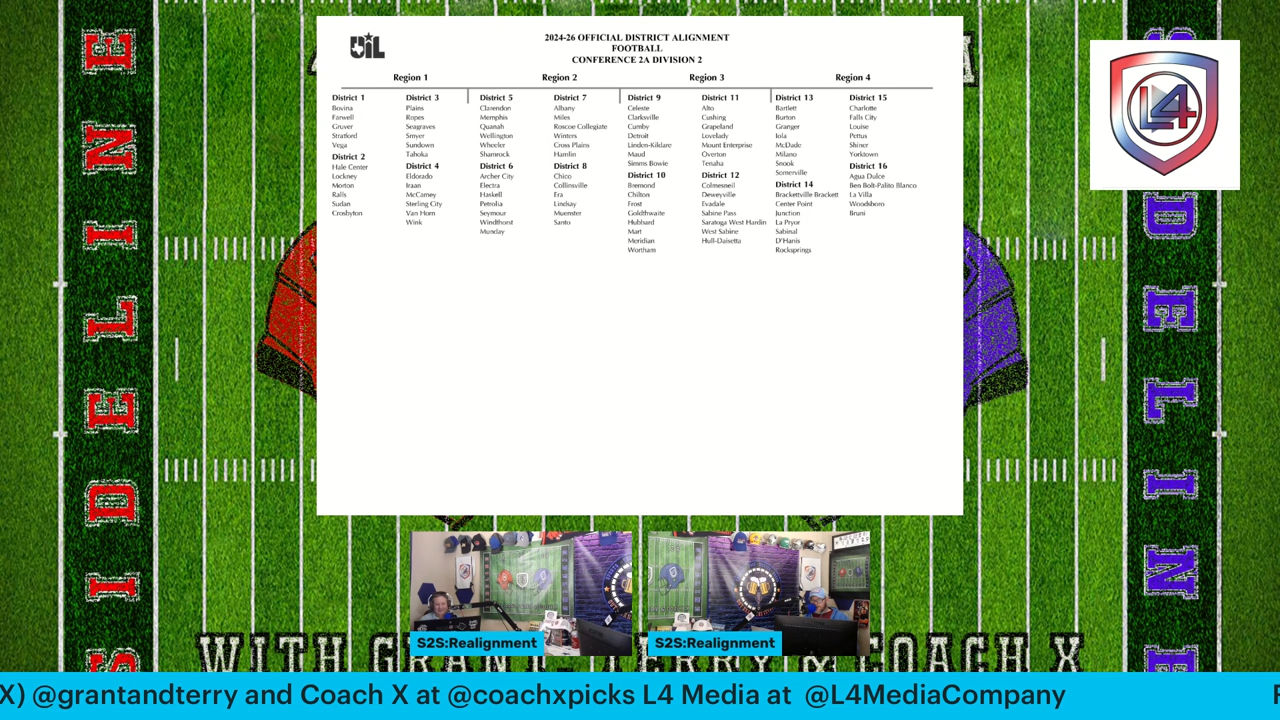 UIL
2024-26 OFFICIAL DISTRICT ALIGNMENT
FOOTBALL
CONFERENCE 2A DIVISION 2
Region 1
Region 2
Region 3
Region 4
District 1
Bovina
Farwell
Gruver
Stratford
Vega
District 2
Hale Center
Lockney
Morton
Ralls
Sudan
Crosbyton
District 3
Plains
Ropes
Seagraves
Smyer
Sundown
Tahoka
District 4
Eldorado
Iraan
McCamey
Sterling City
Van Horn
Wink
District 5
Clarendon
Memphis
Quanah
Wellington
Wheeler
Shamrock
District 6
Archer City
Electra
Haskell
Petrolia
Seymour
Windthorst
Munday
District 7
Albany
Miles
Roscoe Collegiate
Winters
Cross Plains
Hamlin
District 8
Chico
Collinsville
Era
Lindsay
Muenster
Santo
District 9
Celeste
Clarksville
Cumby
Detroit
Linden-Kildare
Maud
Simms Bowie
District 10
Bremond
Chilton
Frost
Goldthwaite
Hubbard
Mart
Meridian
Wortham
District 11
Alto
Cushing
Grapeland
Lovelady
Mount Enterprise
Overton
Tenaha
District 12
Colmesneil
Deweyville
Evadale
Sabine Pass
Saratoga West Hardin
West Sabine
Hull-Daisetta
District 13
Bartlett
Burton
Granger
Iola
McDade
Milano
Snook
Somerville
District 14
Brackettville Brackett
Center Point
Junction
La Pryor
Sabinal
D'Hanis
Rocksprings
District 15
Charlotte
Falls City
Louise
Pettus
Shiner
Yorktown
District 16
Agua Dulce
Ben Bolt-Palito Blanco
La Villa
Woodsboro
Bruni
L4
SIDELINE
SIDELINE
S2S:Realignment
S2S:Realignment
WITH GRANT, TERRY & COACH X
X) @grantandterry and Coach X at @coachxpicks L4 Media at @L4MediaCompany